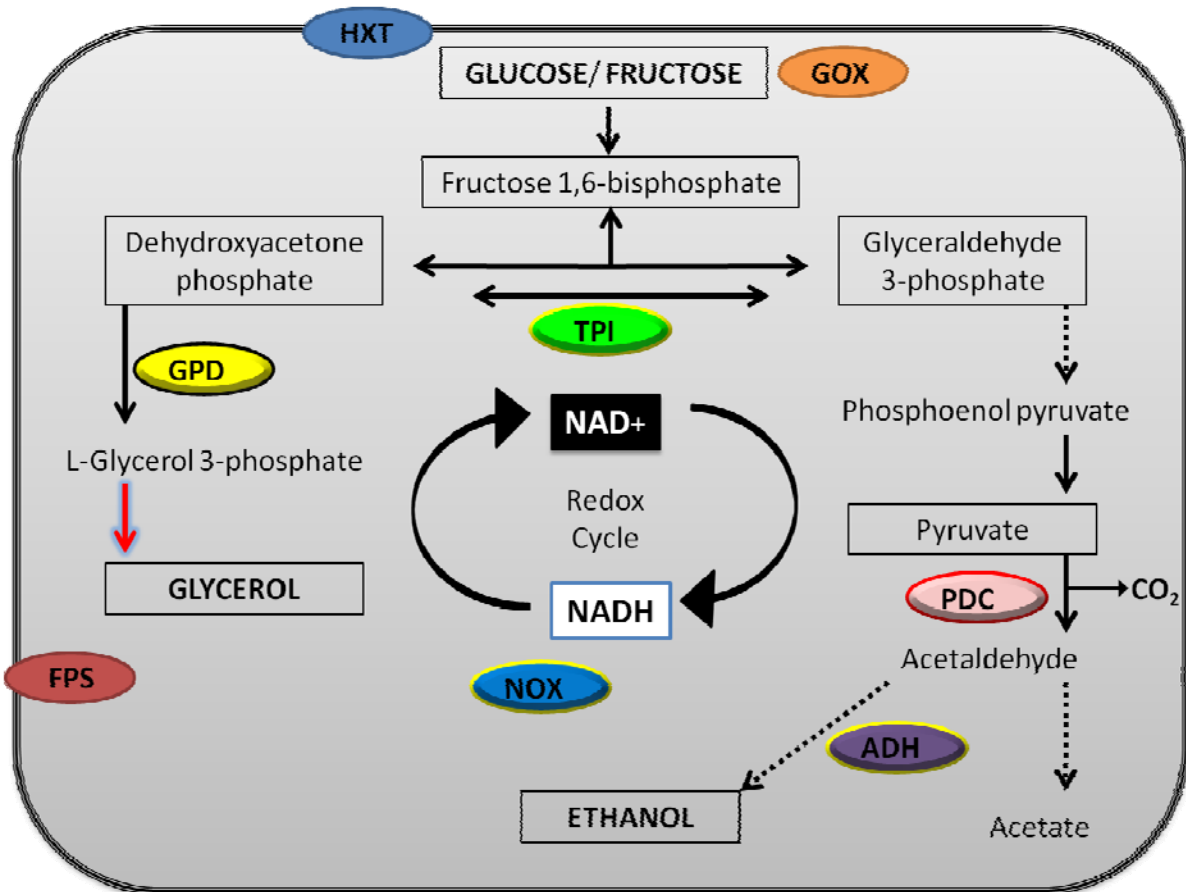 HXT
GLUCOSE/ FRUCTOSE
GOX
Fructose 1,6-bisphosphate
Dehydroxyacetone
phosphate
Glyceraldehyde
3-phosphate
TPI
GPD
NAD+
Phosphoenol pyruvate
L-Glycerol 3-phosphate
Redox
Cycle
Pyruvate
GLYCEROL
NADH
PDC
CO₂
Acetaldehyde
FPS
NOX
ADH
ETHANOL
Acetate